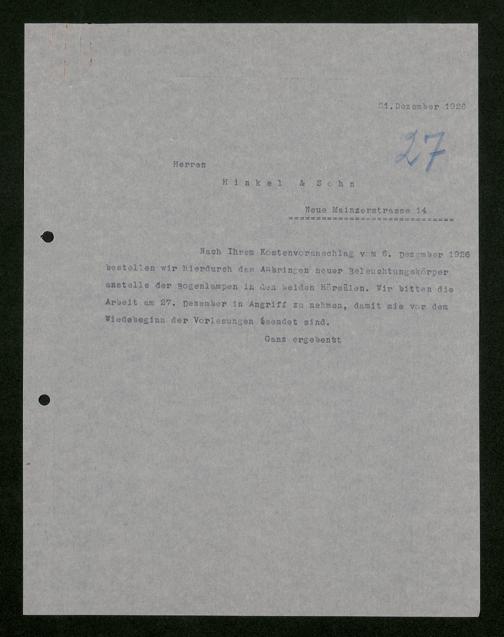 21.Dezember 1926
27
Herren
Hinkel & Sohn
Neue Mainzerstrasse 14
Nach Ihrem Kostenvoranschlag vom 6. Dezember 1926
bestellen wir hierdurch das Anbringen neuer Beleuchtungskörper
anstelle der Bogenlampen in den beiden Hörsälen. Wir bitten die
Arbeit am 27. Dezember in Angriff zu nehmen, damit sie vor dem
Wiedebeginn der Vorlesungen beendet sind.
Ganz ergebenst